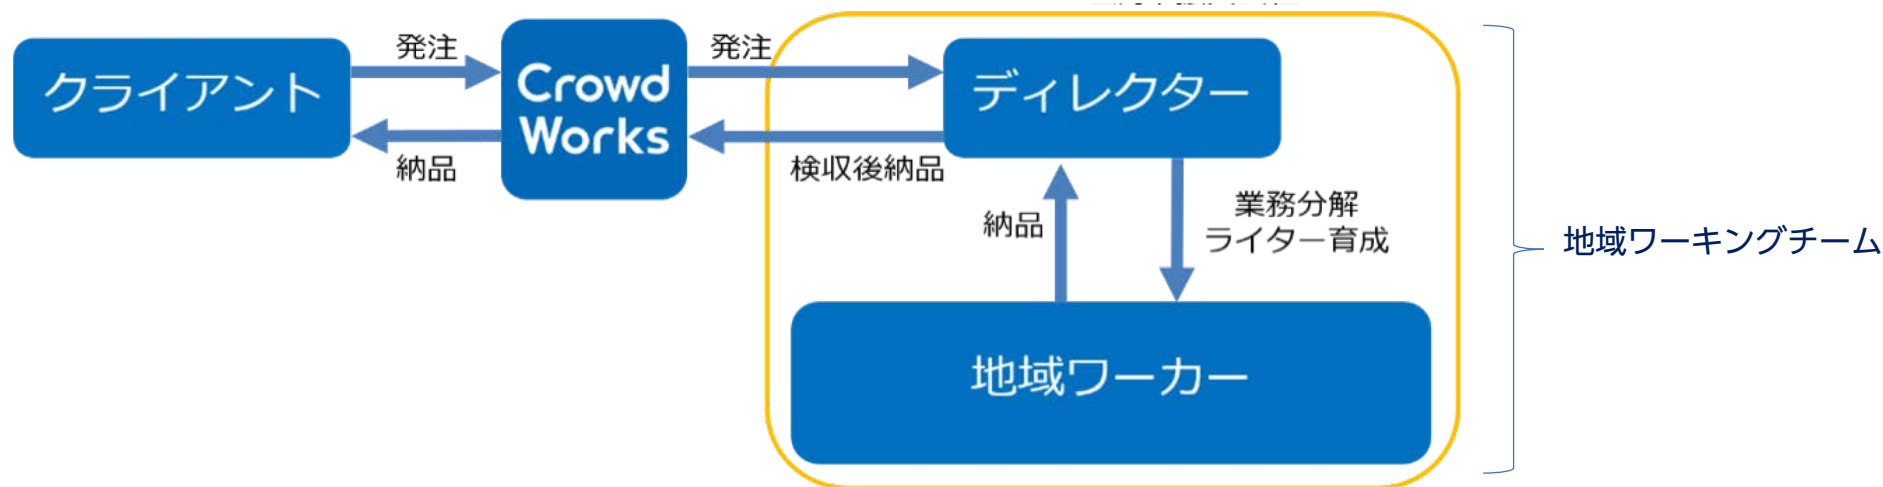 発注
発注
クライアント
Crowd
Works
ディレクター
納品
検収後納品
納品
業務分解
ライター育成
地域ワーキングチーム
地域ワーカー